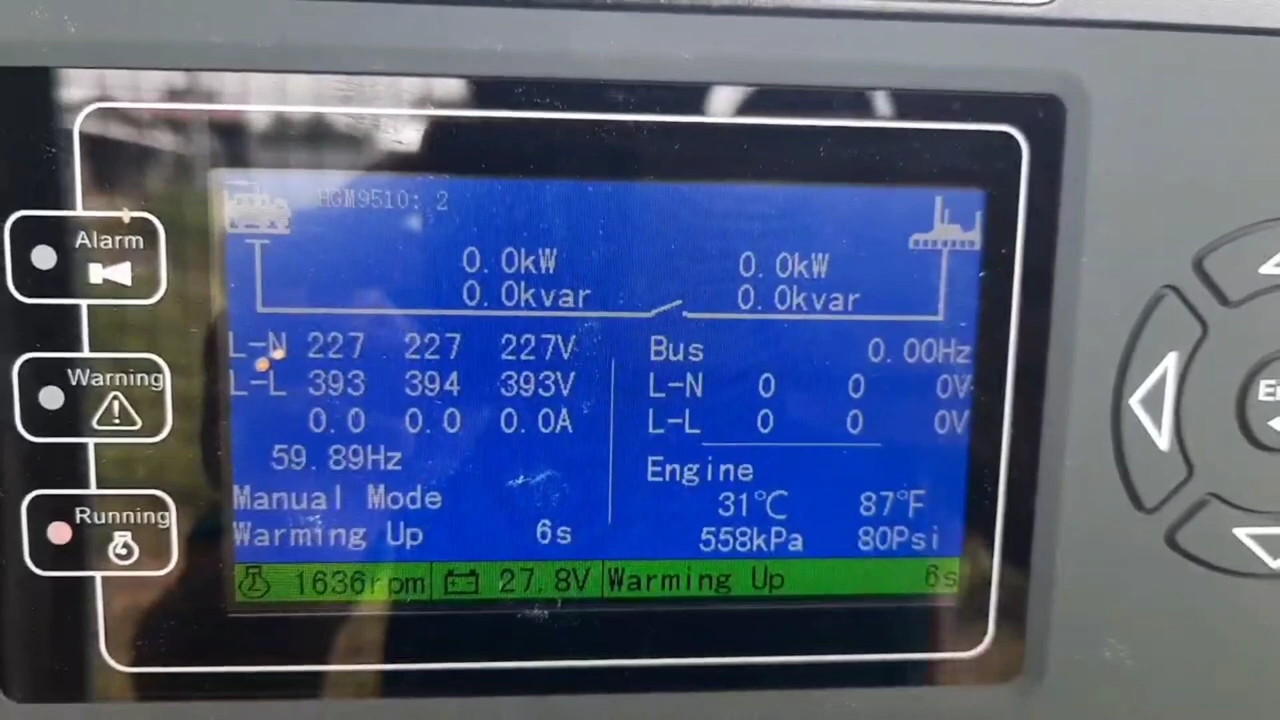 HGM9510: 2
0.0kW 0.0kW
0.0kvar 0.0kvar
L-N 227 227 227V
L-L 393 394 393V
0.0 0.0 0.0A
59.89Hz
Manual Mode
Warming Up 6s
Bus 0.00Hz
L-N 0 0 0V
L-L 0 0 0V
Engine
31℃ 87℉
558kPa 80Psi
1636rpm 27.8V Warming Up 6s
Alarm
Warning
Running